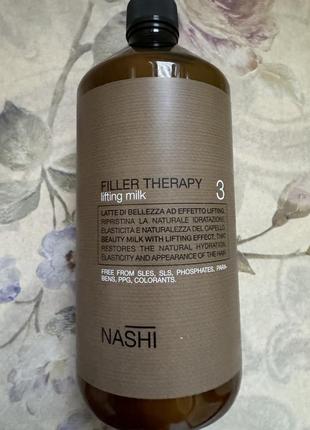 FILLER THERAPY
lifting milk 3
LATTE DI BELLEZZA AD EFFETTO LIFTING,
RIPRISTINA LA NATURALE IDRATAZIONE,
ELASTICITÀ E NATURALEZZA DEL CAPELLO.
BEAUTY MILK WITH LIFTING EFFECT, THAT
RESTORES THE NATURAL HYDRATION,
ELASTICITY AND APPEARANCE OF THE HAIR.
FREE FROM SLES, SLS, PHOSPHATES, PARA-
BENS, PPG, COLORANTS.
NASHI